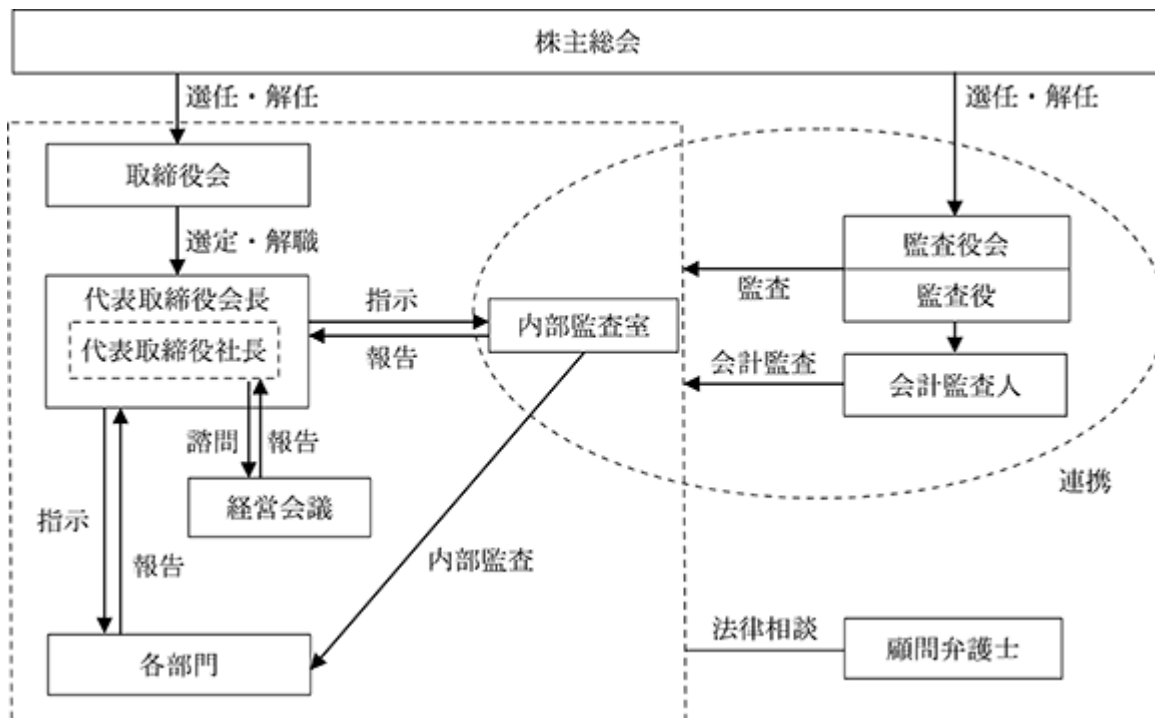 株主総会
選任・解任
選任・解任
取締役会
選定・解職
監査役会
監査役
監査
代表取締役会長
代表取締役社長
指示
報告
内部監査室
会計監査
会計監査人
諮問
報告
連携
経営会議
指示
報告
内部監査
法律相談
顧問弁護士
各部門